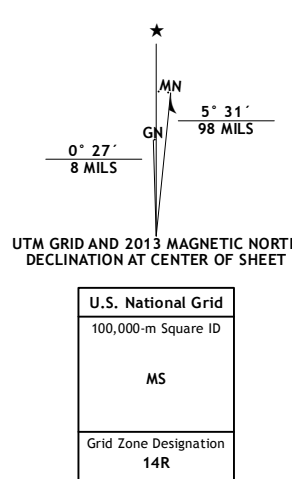 ★
MN
5° 31´
98 MILS
GN
0° 27´
8 MILS
UTM GRID AND 2013 MAGNETIC NORTH
DECLINATION AT CENTER OF SHEET
U.S. National Grid
100,000-m Square ID
MS
Grid Zone Designation
14R